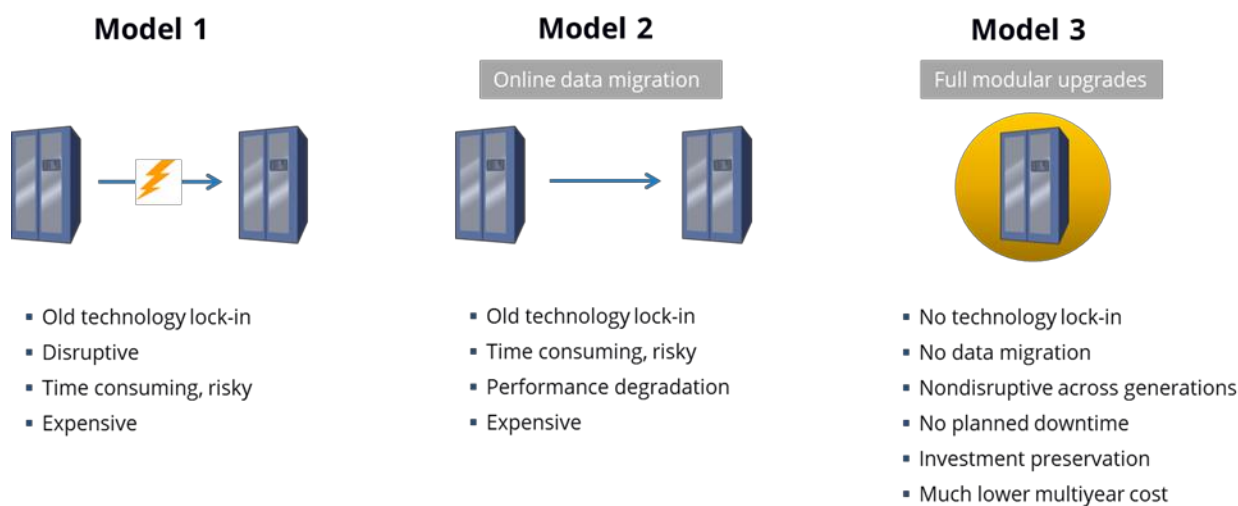 Model 1
Old technology lock-in
Disruptive
Time consuming, risky
Expensive
Model 2
Online data migration
Old technology lock-in
Time consuming, risky
Performance degradation
Expensive
Model 3
Full modular upgrades
No technology lock-in
No data migration
Nondisruptive across generations
No planned downtime
Investment preservation
Much lower multiyear cost